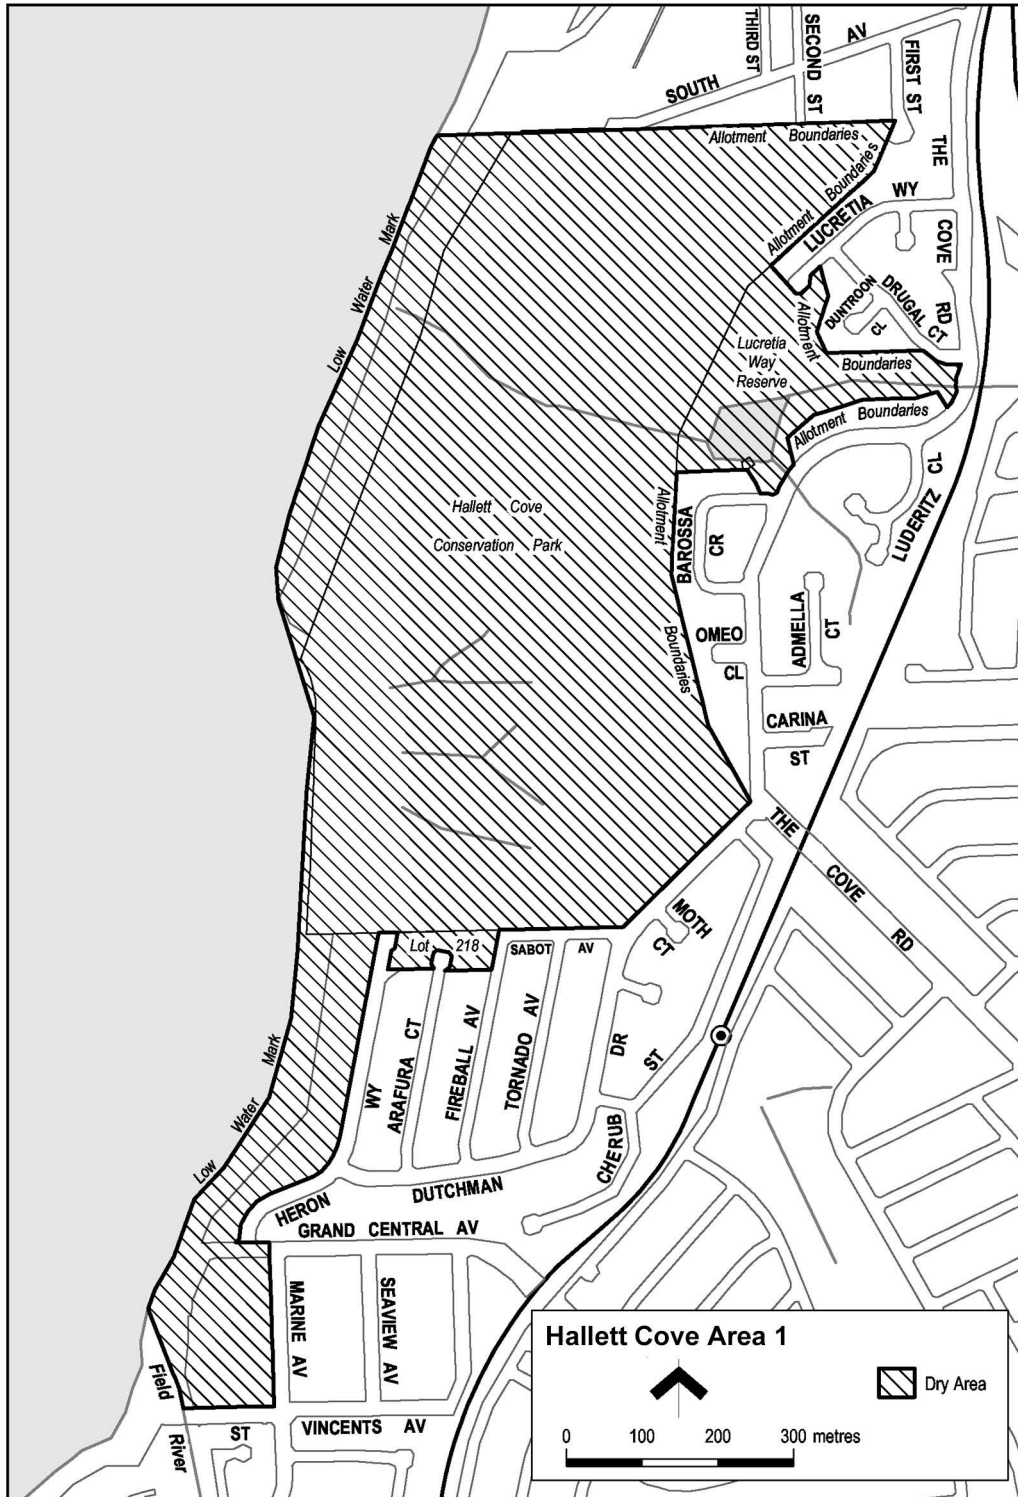 THIRD ST
SECOND ST
SOUTH AV
FIRST ST
THE COVE RD
Allotment Boundaries
Allotment Boundaries
LUCRETIA WY
DUNTROON CL
DRUGAL CT
Allotment Boundaries
Lucretia
Way
Reserve
Allotment Boundaries
Low Water Mark
Hallett Cove
Conservation Park
Allotment Boundaries
BAROSSA CR
LUDERITZ CL
OMEO CL
ADMELLA CT
CARINA ST
THE COVE RD
MOTH CT
Lot 218
SABOT AV
WY
ARAFURA CT
FIREBALL AV
TORNADO AV
DR
ST
CHERUB
Low Water Mark
HERON
DUTCHMAN
GRAND CENTRAL AV
MARINE AV
SEAVIEW AV
Field River
ST VINCENTS AV
Hallett Cove Area 1
Dry Area
0 100 200 300 metres